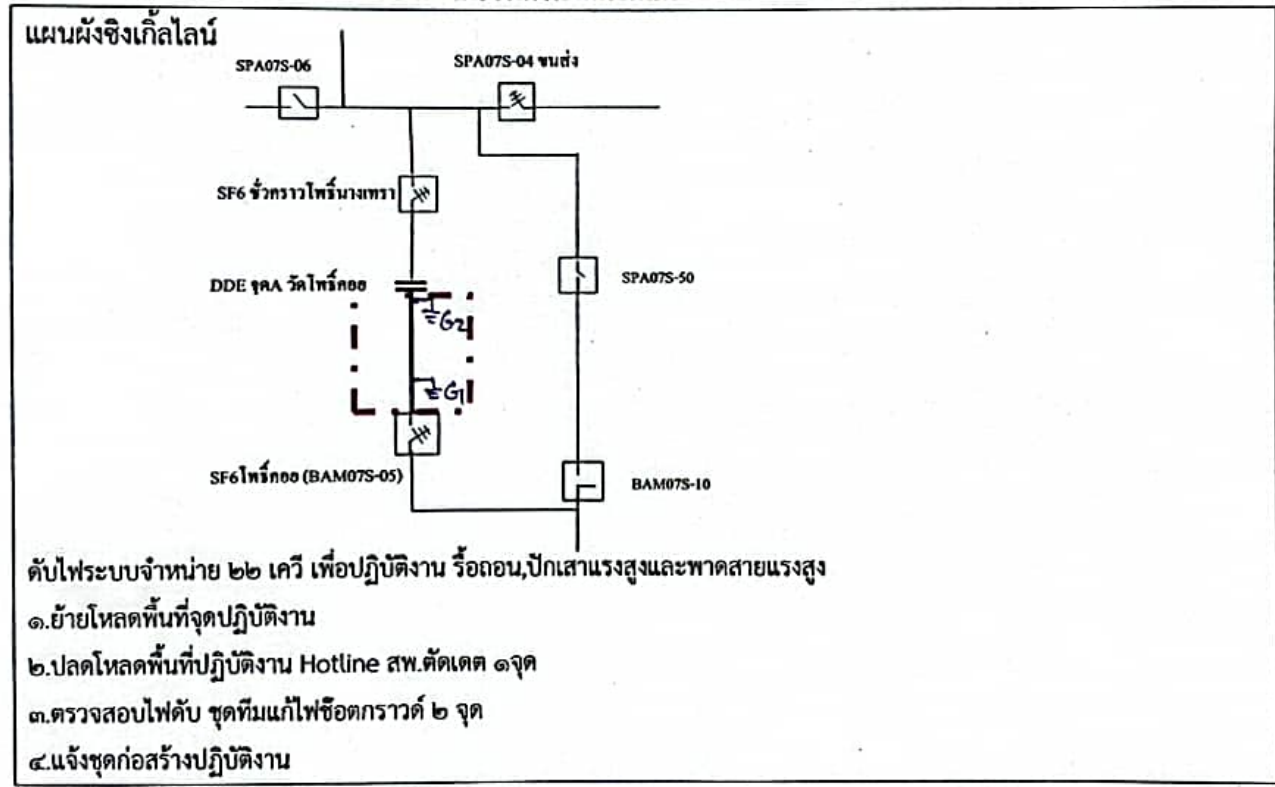 แผนผังซิงเกิ้ลไลน์
SPA07S-06
SPA07S-04 ขนส่ง
SF6 ชั่วคราวโพธิ์นางเทรา
DDE จุดA วัดโพธิ์คอย
SPA07S-50
G2
G1
SF6โพธิ์คอย (BAM07S-05)
BAM07S-10
ดับไฟระบบจำหน่าย ๒๒ เควี เพื่อปฏิบัติงาน รื้อถอน,ปักเสาแรงสูงและพาดสายแรงสูง
๑.ย้ายโหลดพื้นที่จุดปฏิบัติงาน
๒.ปลดโหลดพื้นที่ปฏิบัติงาน Hotline สพ.ตัดเดต ๑จุด
๓.ตรวจสอบไฟดับ ชุดทีมแก้ไฟช๊อตกราวด์ ๒ จุด
๔.แจ้งชุดก่อสร้างปฏิบัติงาน